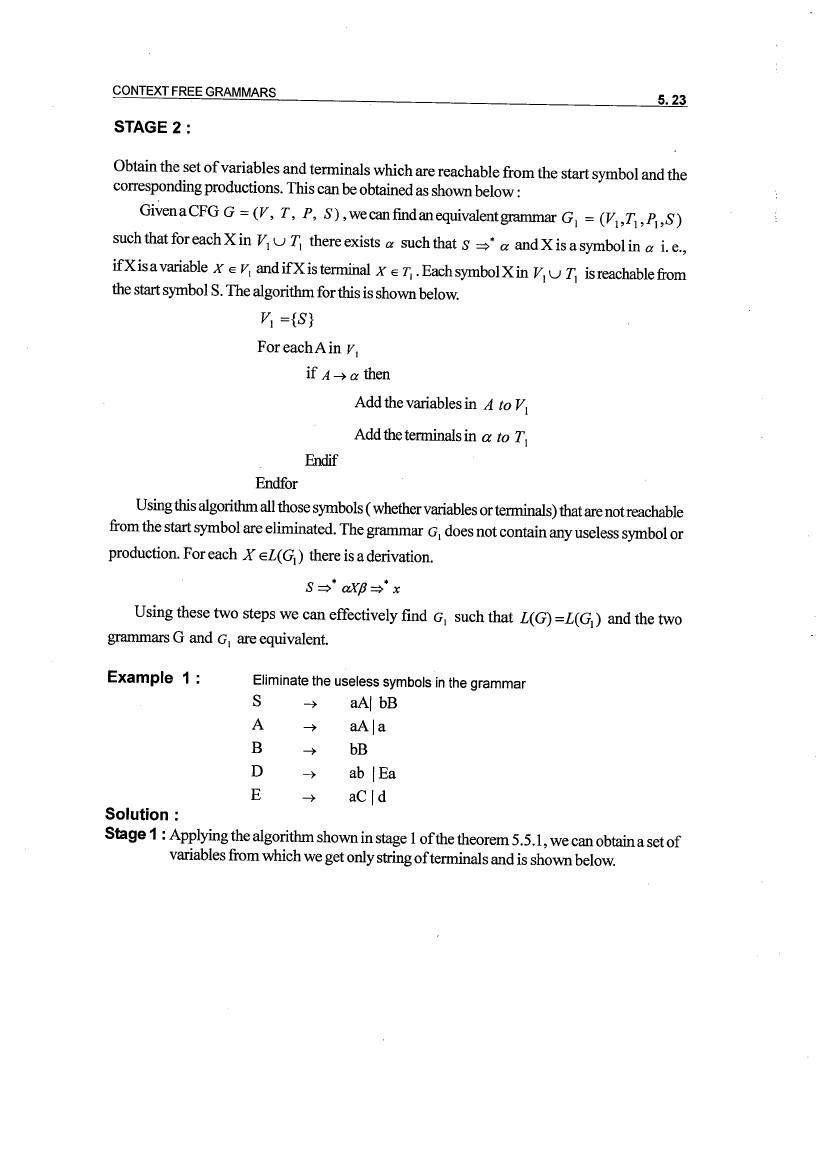 CONTEXT FREE GRAMMARS 5. 23
STAGE 2 :
Obtain the set of variables and terminals which are reachable from the start symbol and the
corresponding productions. This can be obtained as shown below :
Given a CFG G = (V, T, P, S), we can find an equivalent grammar G₁ = (V₁,T₁,P₁,S)
such that for each X in V₁ ∪ T₁ there exists α such that S ⇒* α and X is a symbol in α i. e.,
if X is a variable X ∈ V₁ and if X is terminal X ∈ T₁. Each symbol X in V₁ ∪ T₁ is reachable from
the start symbol S. The algorithm for this is shown below.
V₁ ={S}
For each A in V₁
if A → α then
Add the variables in A to V₁
Add the terminals in α to T₁
Endif
Endfor
Using this algorithm all those symbols ( whether variables or terminals) that are not reachable
from the start symbol are eliminated. The grammar G₁ does not contain any useless symbol or
production. For each X ∈L(G₁) there is a derivation.
S ⇒* αXβ ⇒* x
Using these two steps we can effectively find G₁ such that L(G)=L(G₁) and the two
grammars G and G₁ are equivalent.
Example 1 : Eliminate the useless symbols in the grammar
S → aA| bB
A → aA | a
B → bB
D → ab | Ea
E → aC | d
Solution :
Stage 1 : Applying the algorithm shown in stage 1 of the theorem 5.5.1, we can obtain a set of
variables from which we get only string of terminals and is shown below.